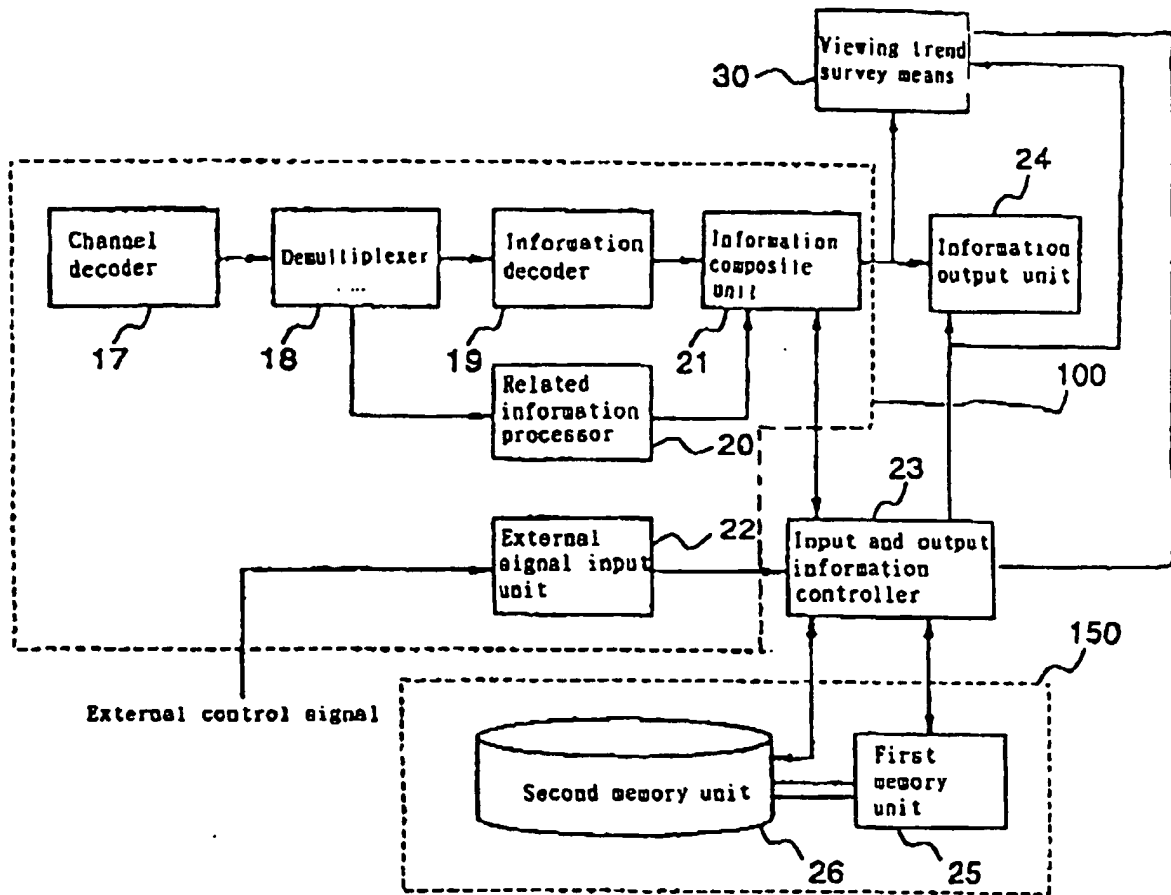 Viewing trend
survey means
30
24
Channel
decoder
Demultiplexer
Information
decoder
Information
composite
unit
Information
output unit
17
18
19
21
100
Related
information
processor
20
23
External
signal input
unit
22
Input and output
information
controller
150
External control signal
Second memory unit
First
memory
unit
26
25